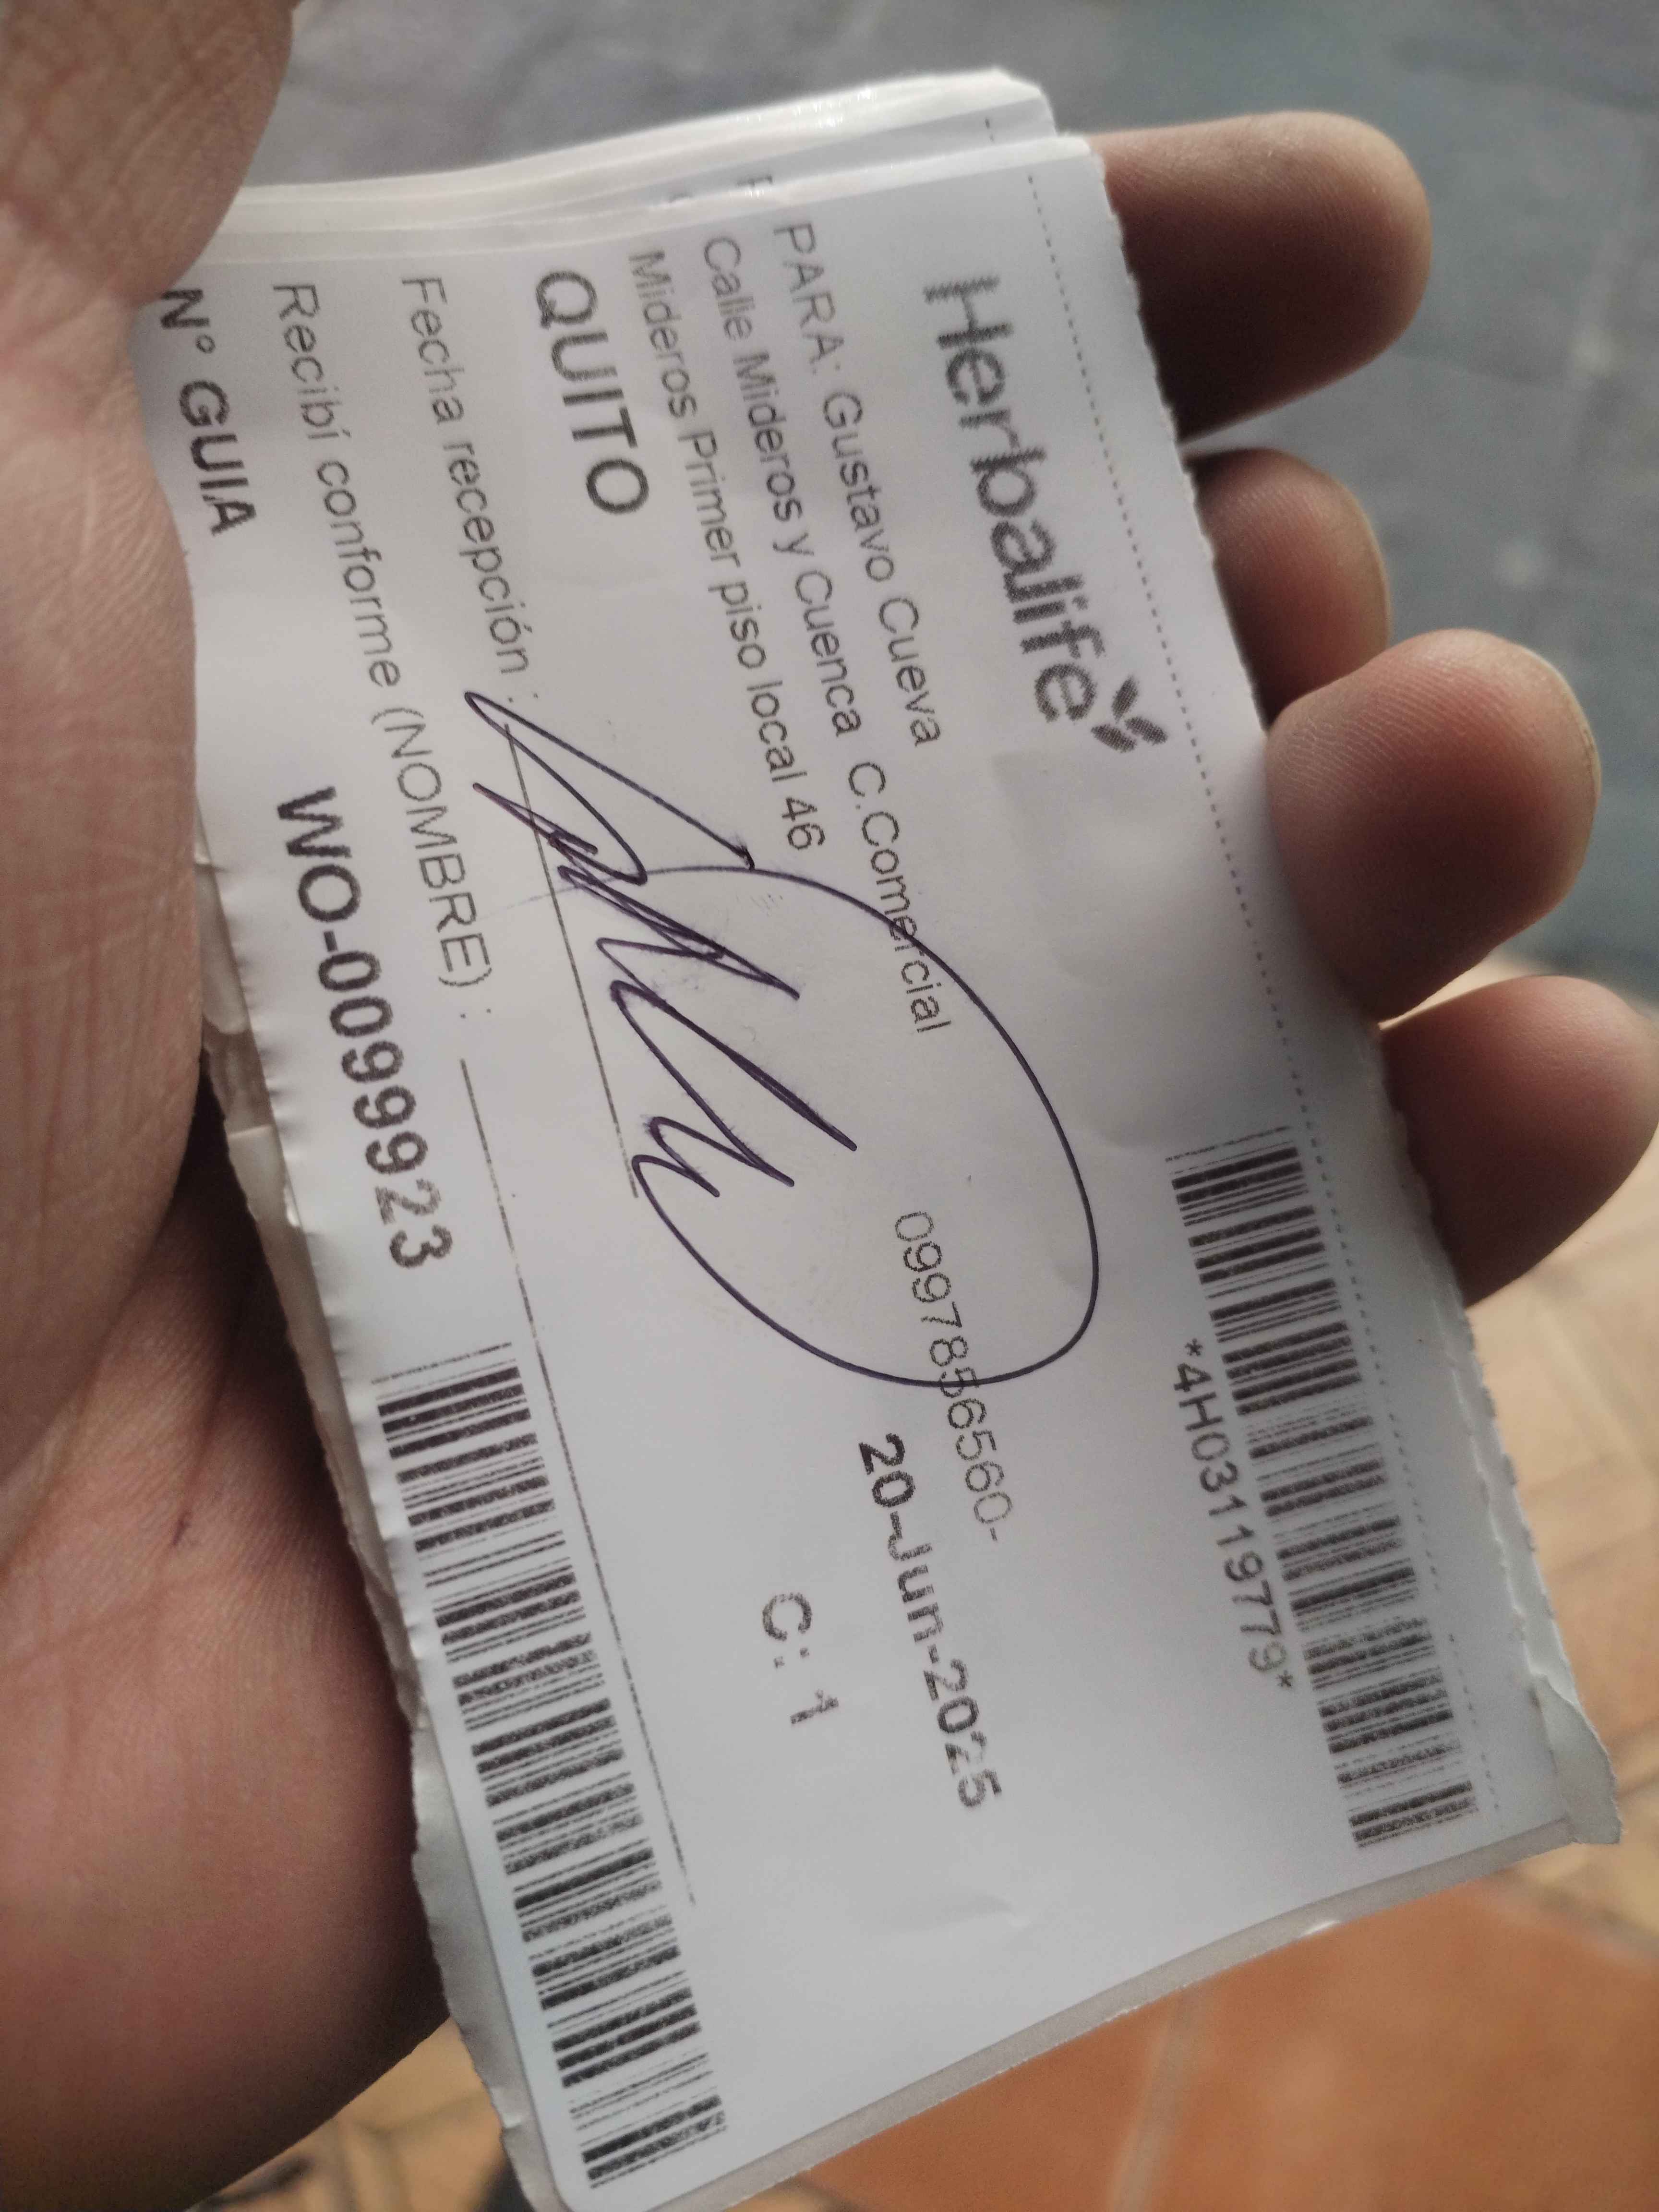 Herbalife
*4H03119779*
PARA: Gustavo Cueva
Calle Mideros y Cuenca C.Comercial 0997856560-
Mideros Primer piso local 46 20-Jun-2025
QUITO C: 1
Fecha recepción :
Recibí conforme (NOMBRE) :
N° GUIA WO-0099923